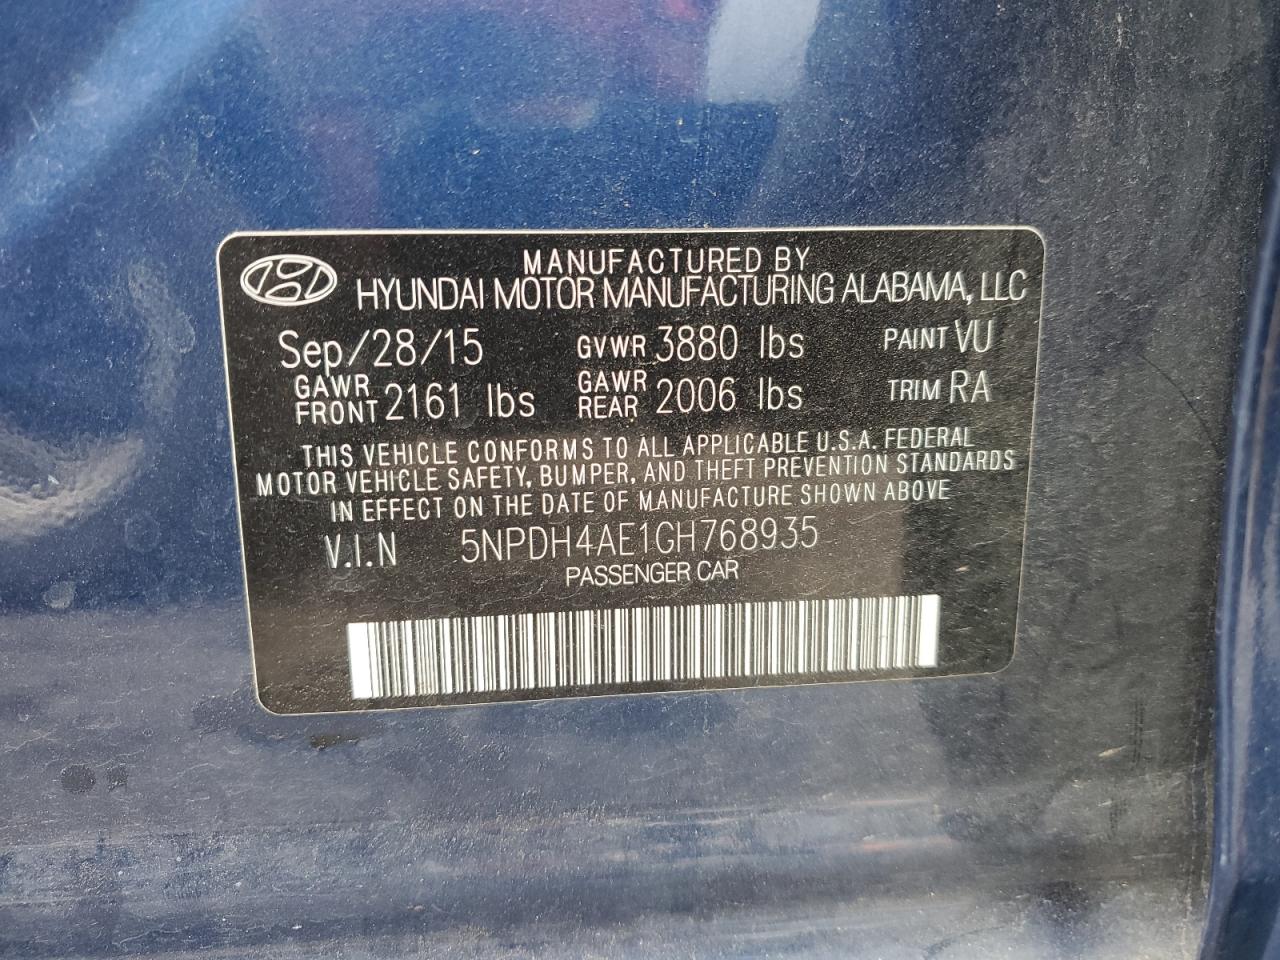 MANUFACTURED BY
HYUNDAI MOTOR MANUFACTURING ALABAMA, LLC
Sep/28/15 GVWR 3880 lbs PAINT VU
GAWR FRONT 2161 lbs GAWR REAR 2006 lbs TRIM RA
THIS VEHICLE CONFORMS TO ALL APPLICABLE U.S.A. FEDERAL
MOTOR VEHICLE SAFETY, BUMPER, AND THEFT PREVENTION STANDARDS
IN EFFECT ON THE DATE OF MANUFACTURE SHOWN ABOVE
V.I.N 5NPDH4AE1GH768935
PASSENGER CAR